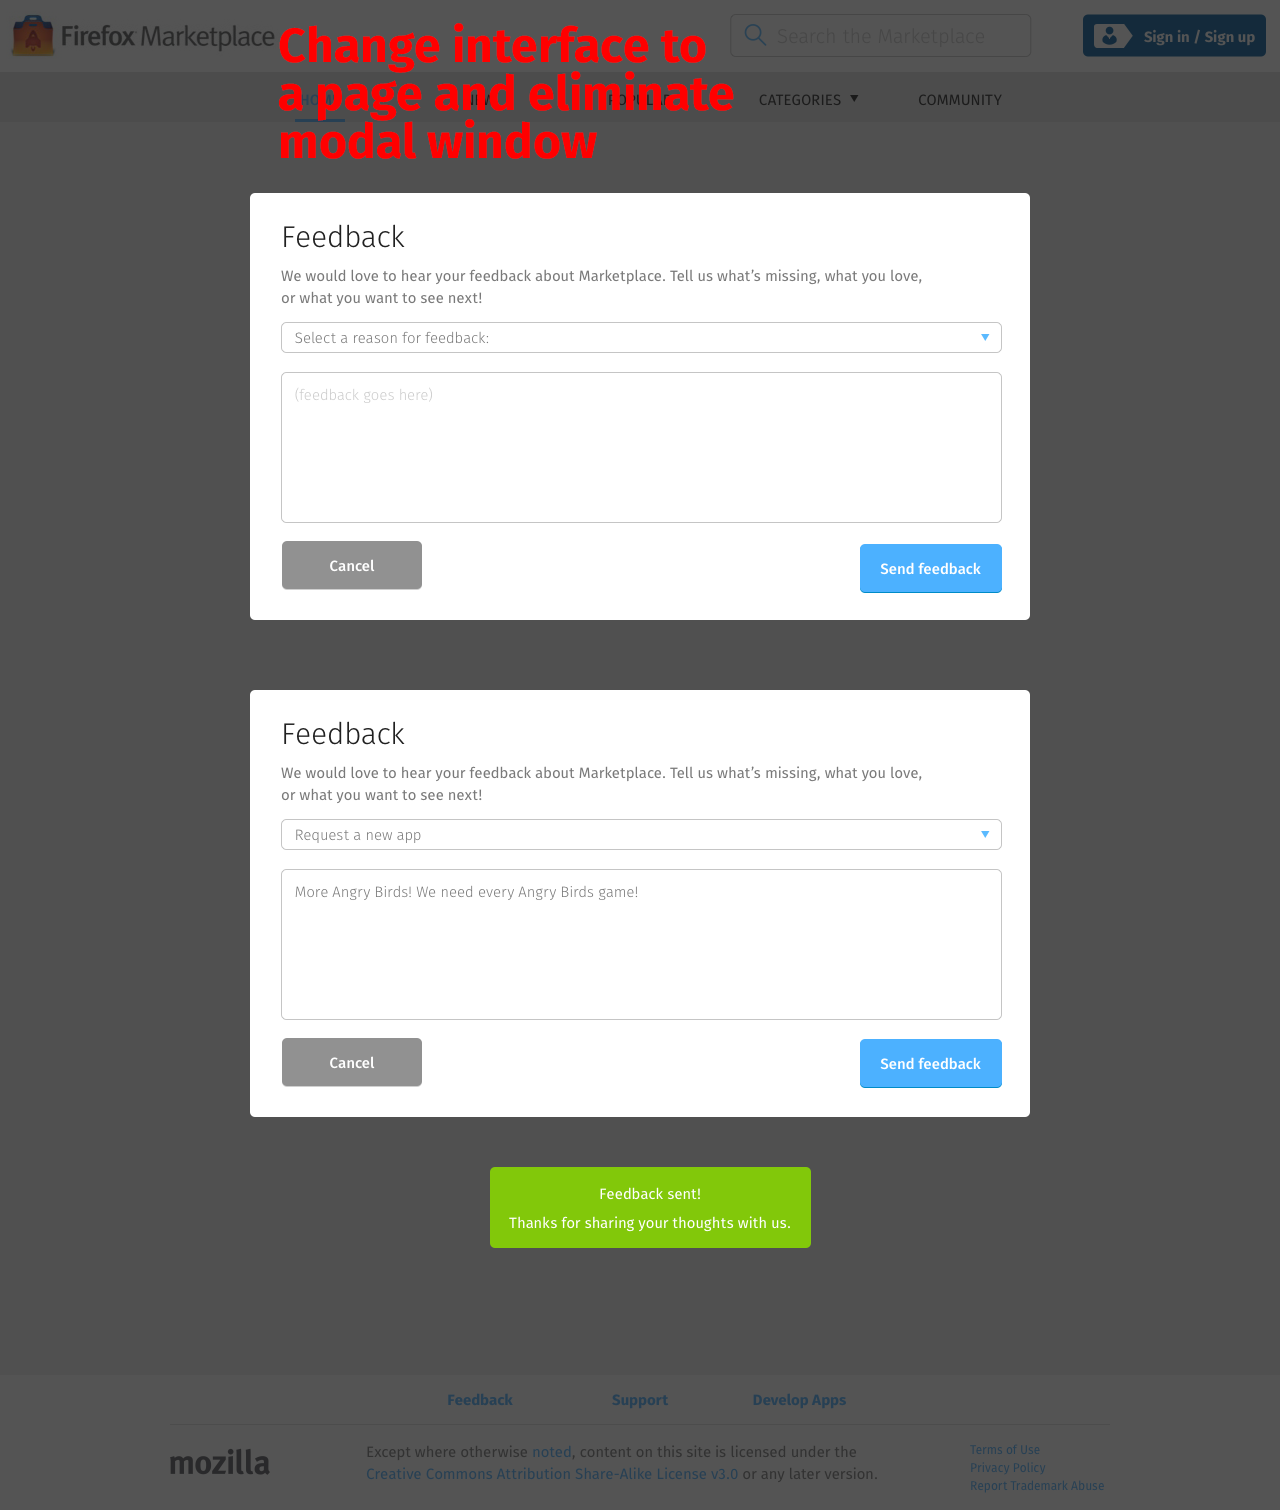 Firefox Marketplace
Change interface to
a page and eliminate
modal window
Search the Marketplace
Sign in / Sign up
HOME
NEW
POPULAR
CATEGORIES
COMMUNITY
Feedback
We would love to hear your feedback about Marketplace. Tell us what’s missing, what you love,
or what you want to see next!
Select a reason for feedback:
(feedback goes here)
Cancel
Send feedback
Feedback
We would love to hear your feedback about Marketplace. Tell us what’s missing, what you love,
or what you want to see next!
Request a new app
More Angry Birds! We need every Angry Birds game!
Cancel
Send feedback
Feedback sent!
Thanks for sharing your thoughts with us.
Feedback
Support
Develop Apps
mozilla
Except where otherwise noted, content on this site is licensed under the
Creative Commons Attribution Share-Alike License v3.0 or any later version.
Terms of Use
Privacy Policy
Report Trademark Abuse